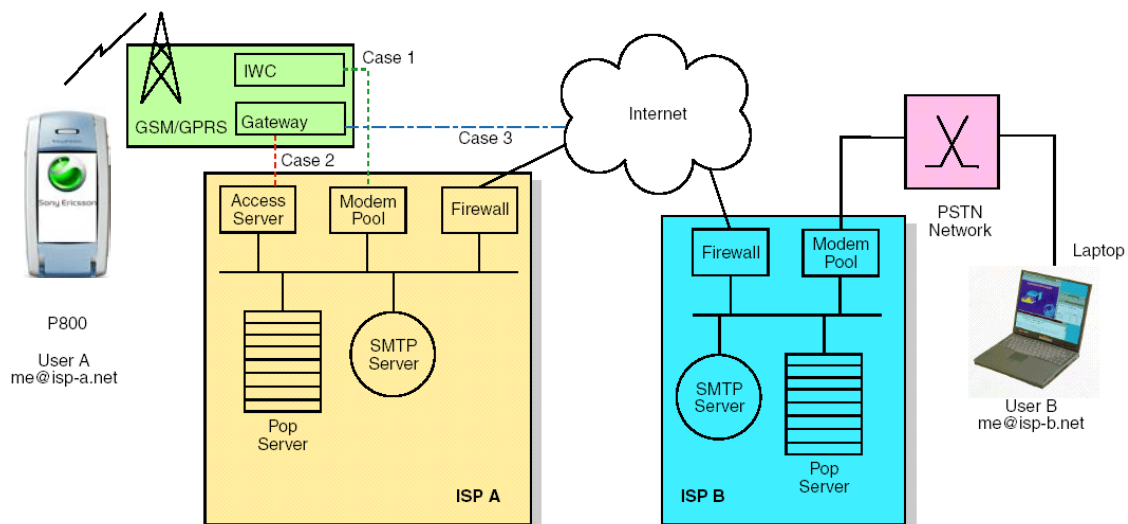 Case 1
IWC
Gateway
GSM/GPRS
Case 2
Case 3
Internet
Sony Ericsson
P800
User A
me@isp-a.net
Access
Server
Modem
Pool
Firewall
SMTP
Server
Pop
Server
ISP A
Firewall
Modem
Pool
SMTP
Server
Pop
Server
ISP B
PSTN
Network
Laptop
User B
me@isp-b.net